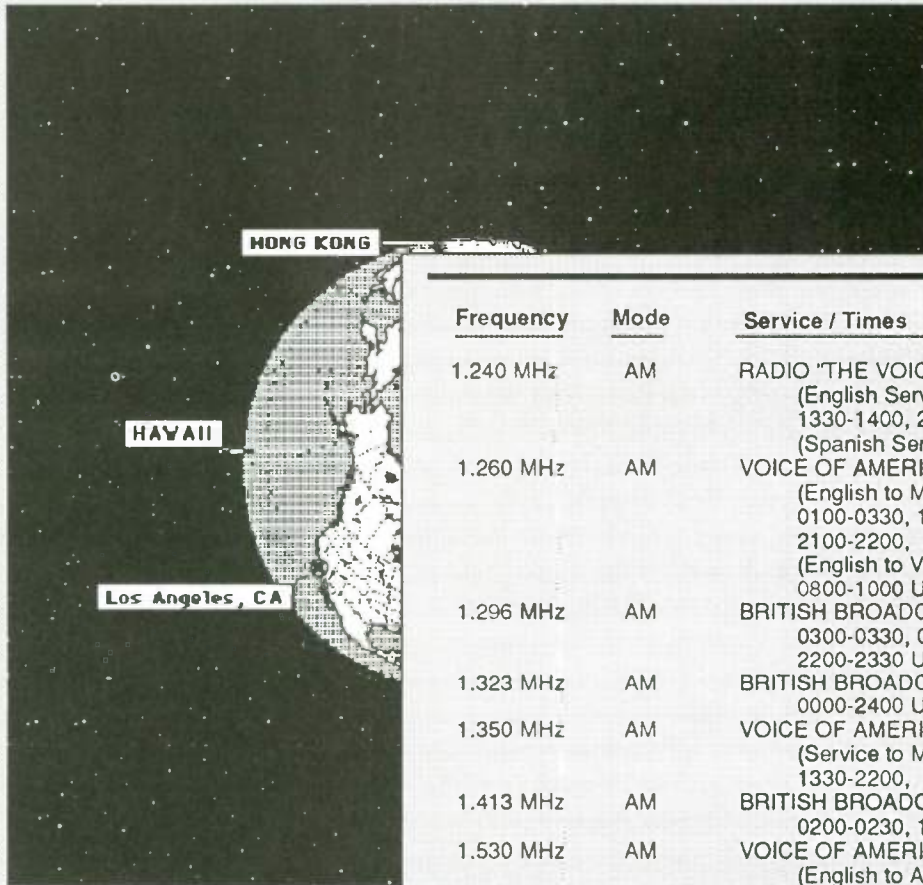 HONG KONG
HAWAII
Los Angeles, CA
Frequency Mode Service / Times
1.240 MHz AM RADIO "THE VOIC
(English Serv
1330-1400, 2
(Spanish Ser
1.260 MHz AM VOICE OF AMERI
(English to M
0100-0330, 1
2100-2200,
(English to V
0800-1000 U
1.296 MHz AM BRITISH BROADC
0300-0330, 0
2200-2330 U
1.323 MHz AM BRITISH BROADC
0000-2400 U
1.350 MHz AM VOICE OF AMERI
(Service to M
1330-2200,
1.413 MHz AM BRITISH BROADC
0200-0230, 1
1.530 MHz AM VOICE OF AMERI
(English to A